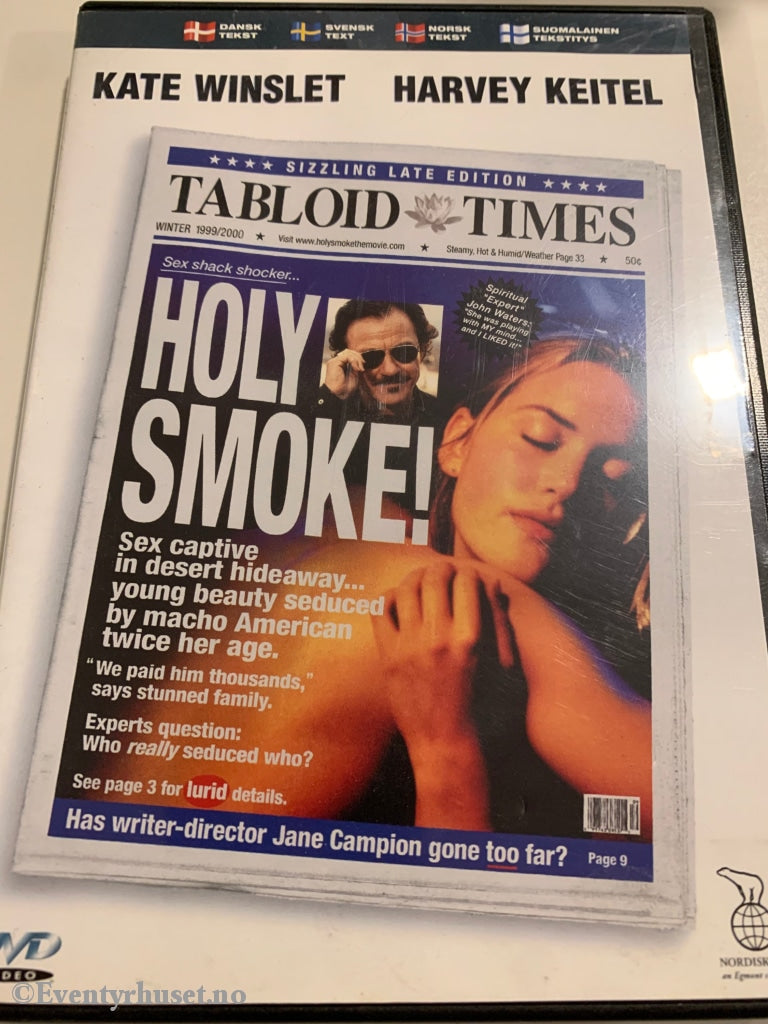 DANSK TEKST
SVENSK TEXT
NORSK TEKST
SUOMALAINEN TEKSTITYS
KATE WINSLET HARVEY KEITEL
★★★★ SIZZLING LATE EDITION ★★★★
TABLOID TIMES
WINTER 1999/2000 ★ Visit www.holysmokethemovie.com ★ Steamy, Hot & Humid/Weather Page 33 ★ 50¢
Sex shack shocker...
HOLY
SMOKE!
Spiritual
"Expert"
John Waters:
"She was playing
with MY mind...
and I LIKED it!"
Sex captive
in desert hideaway...
young beauty seduced
by macho American
twice her age.
"We paid him thousands,"
says stunned family.
Experts question:
Who really seduced who?
See page 3 for lurid details.
Has writer-director Jane Campion gone too far? Page 9
VIDEO
NORDISK
an Egmont
©Eventyrhuset.no